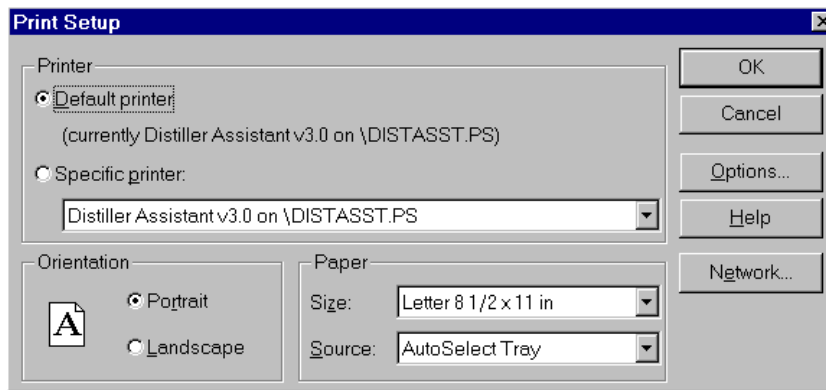 Print Setup
Printer
Default printer
(currently Distiller Assistant v3.0 on \DISTASST.PS)
Specific printer:
Distiller Assistant v3.0 on \DISTASST.PS
OK
Cancel
Options...
Help
Network...
Orientation
A
Portrait
Landscape
Paper
Size:
Letter 8 1/2 x 11 in
Source:
AutoSelect Tray